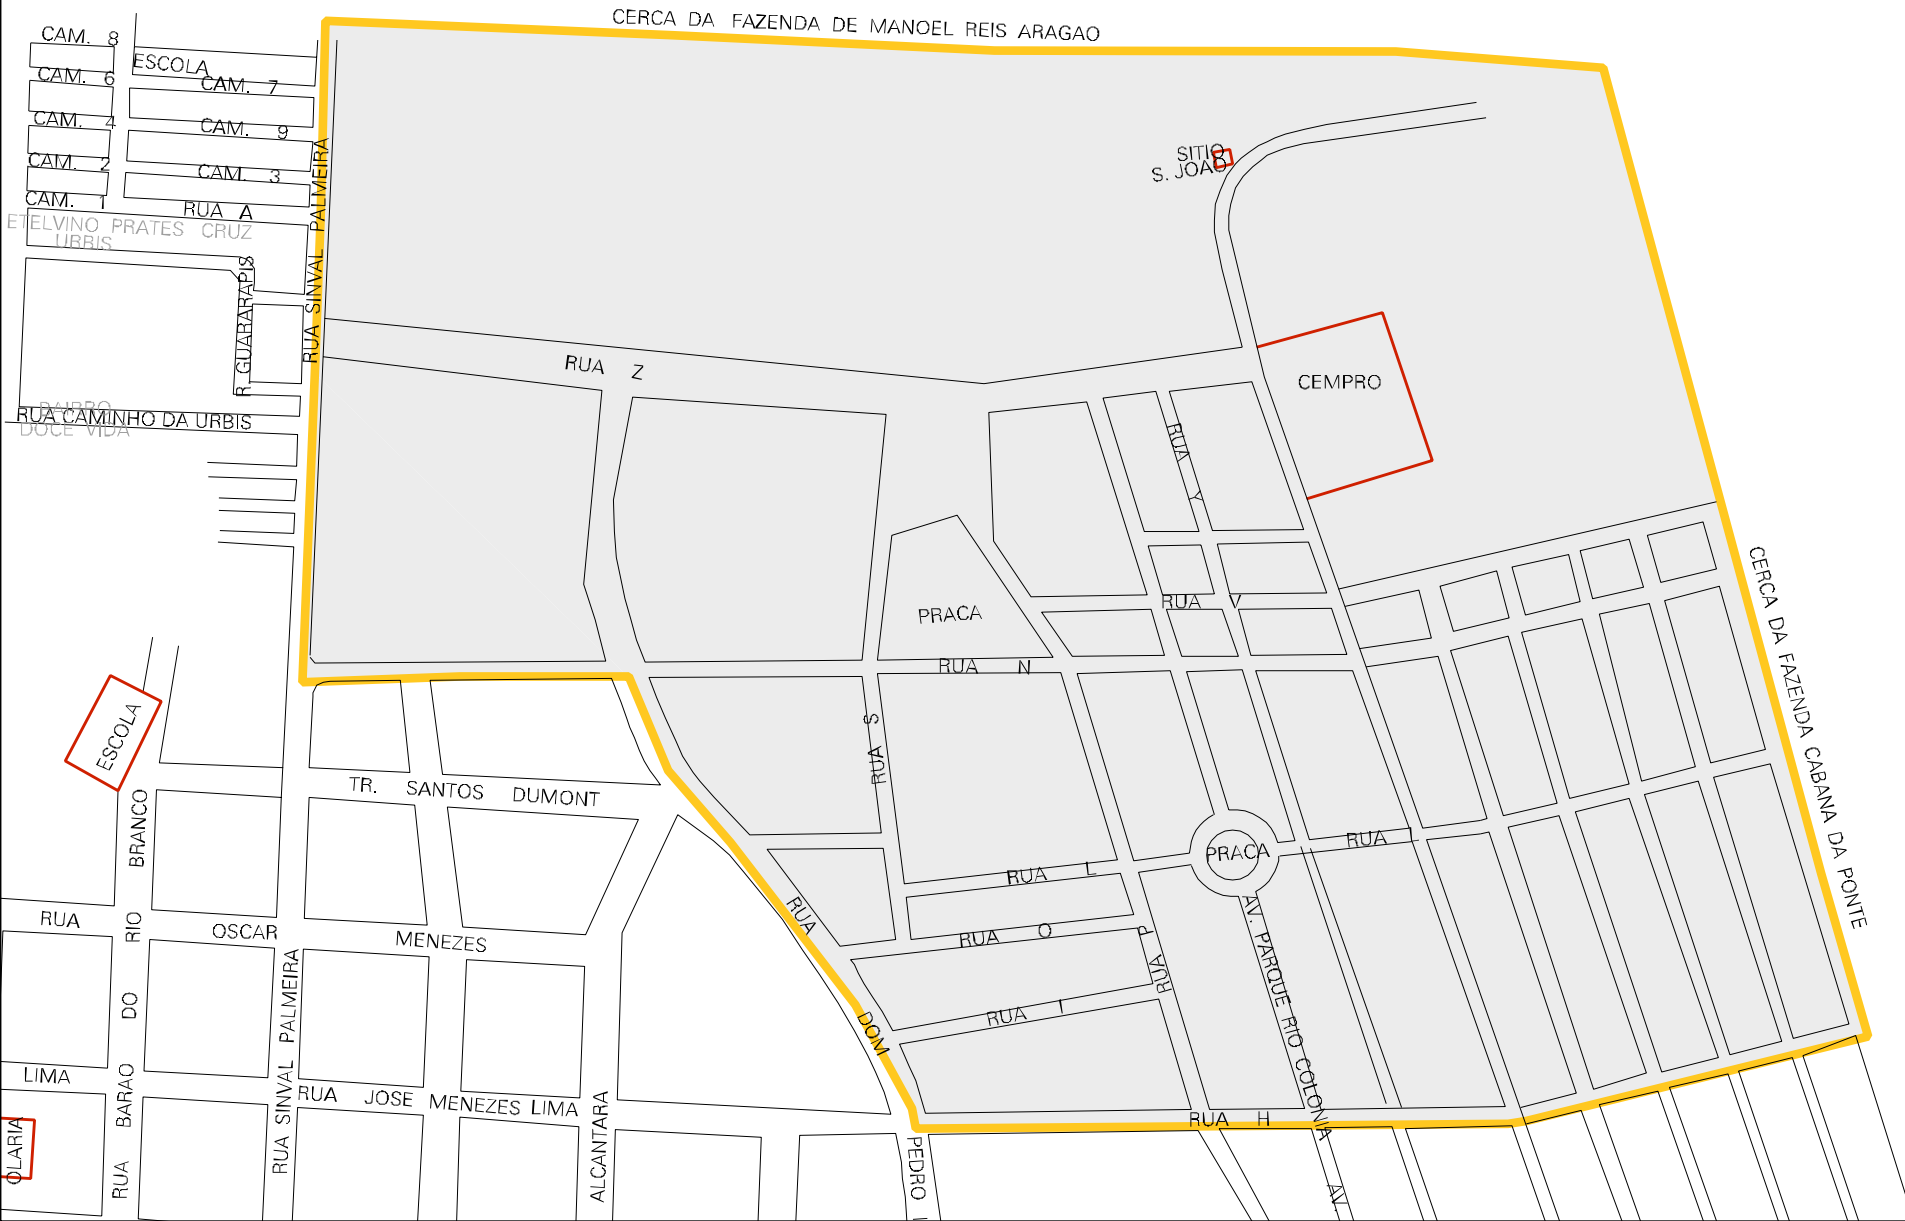 CERCA DA FAZENDA DE MANOEL REIS ARAGAO
CAM. 8
ESCOLA
CAM. 6
CAM. 7
CAM. 4
CAM. 9
CAM. 2
CAM. 3
CAM. 1
RUA A
ETELVINO PRATES CRUZ
URBIS
R. GUARARAPIS
RUA SINVAL PALMEIRA
SITIO
S. JOAO
RUA Z
CEMPRO
BAIRRO
RUA CAMINHO DA URBIS
DOCE VIDA
RUA Y
RUA V
PRACA
RUA N
CERCA DA FAZENDA CABANA DA PONTE
ESCOLA
RUA S
TR. SANTOS DUMONT
RUA L
PRACA
RUA I
RUA OSCAR MENEZES
RUA O
RUA P
RUA I
AV. PARQUE RIO COLONIA
RUA DOM PEDRO I
LIMA
RUA JOSE MENEZES LIMA
RUA H
OLARIA
RUA BARAO DO RIO BRANCO
RUA SINVAL PALMEIRA
ALCANTARA
AV.